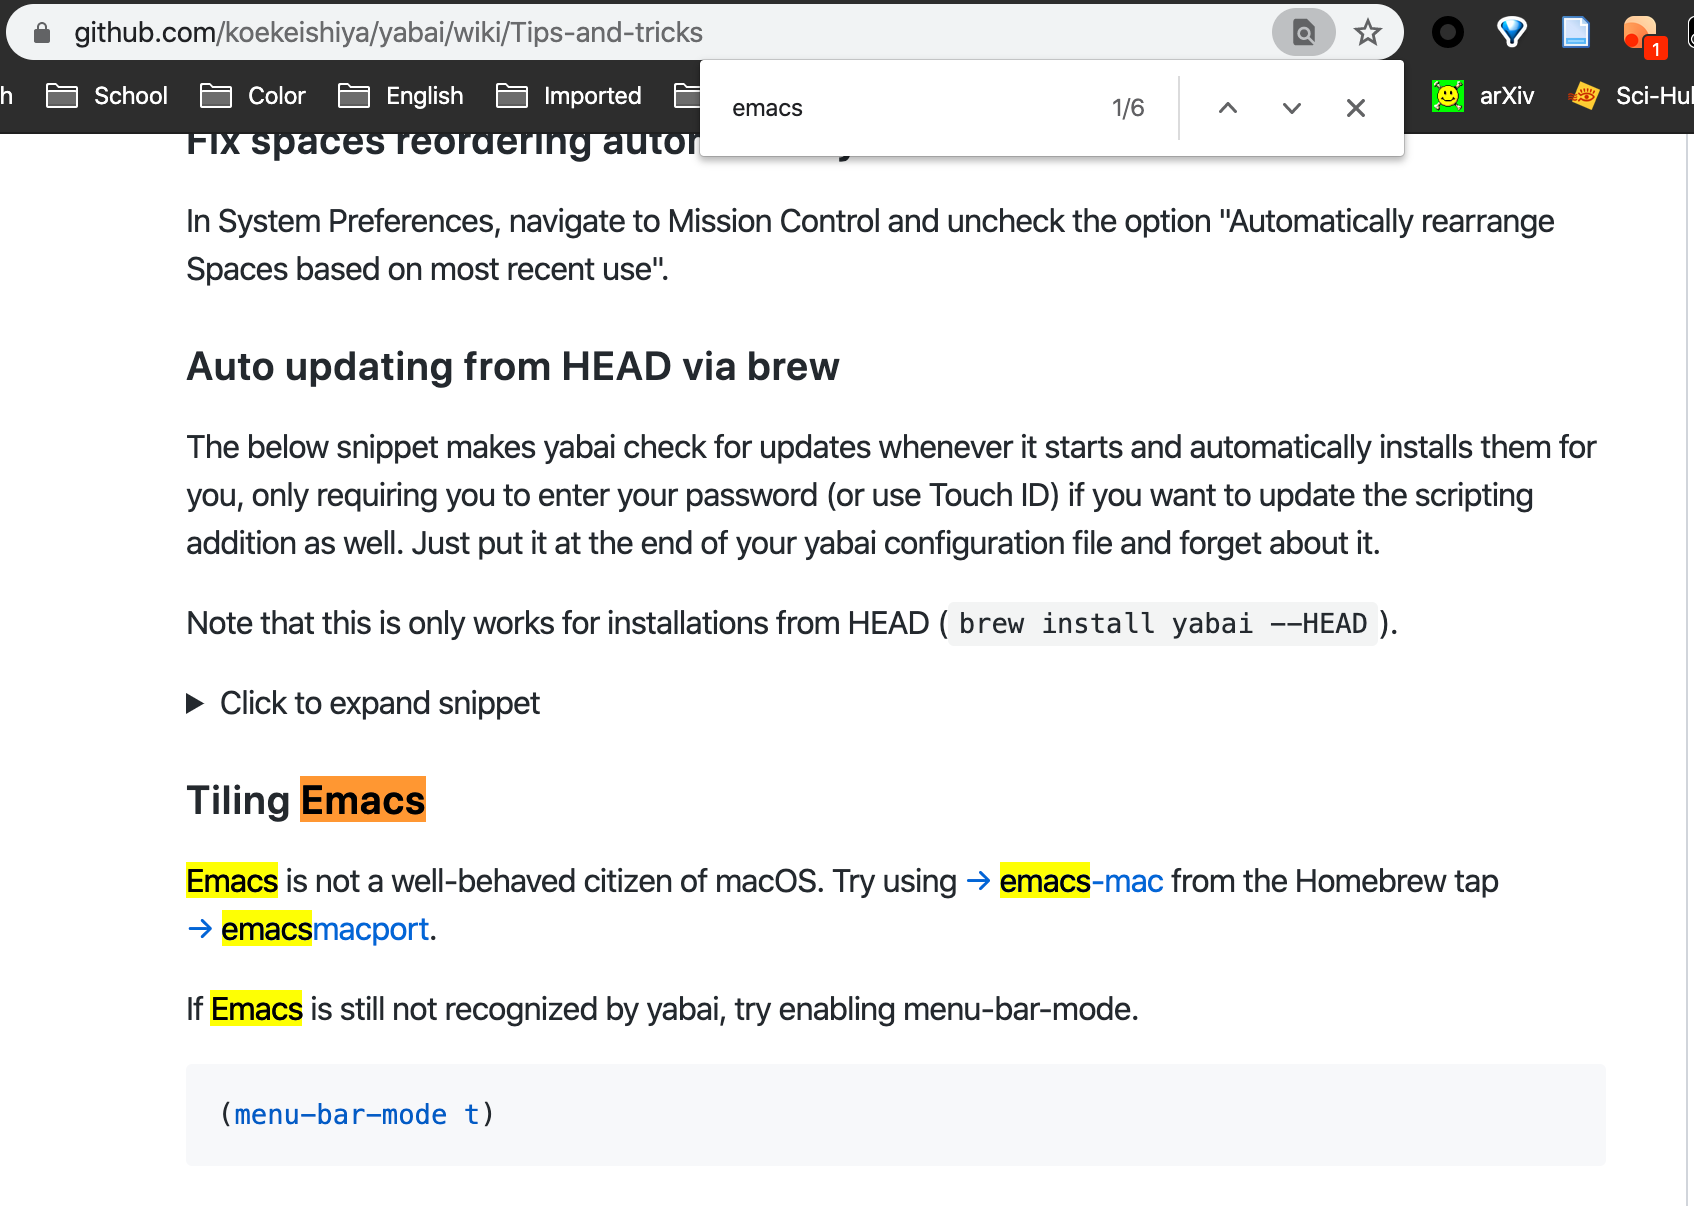 github.com/koekeishiya/yabai/wiki/Tips-and-tricks
1
h School Color English Imported arXiv
emacs 1/6
Fix spaces reordering
In System Preferences, navigate to Mission Control and uncheck the option "Automatically rearrange
Spaces based on most recent use".
Auto updating from HEAD via brew
The below snippet makes yabai check for updates whenever it starts and automatically installs them for
you, only requiring you to enter your password (or use Touch ID) if you want to update the scripting
addition as well. Just put it at the end of your yabai configuration file and forget about it.
Note that this is only works for installations from HEAD ( brew install yabai --HEAD ).
▶ Click to expand snippet
Tiling Emacs
Emacs is not a well-behaved citizen of macOS. Try using → emacs-mac from the Homebrew tap
→ emacsmacport.
If Emacs is still not recognized by yabai, try enabling menu-bar-mode.
(menu-bar-mode t)